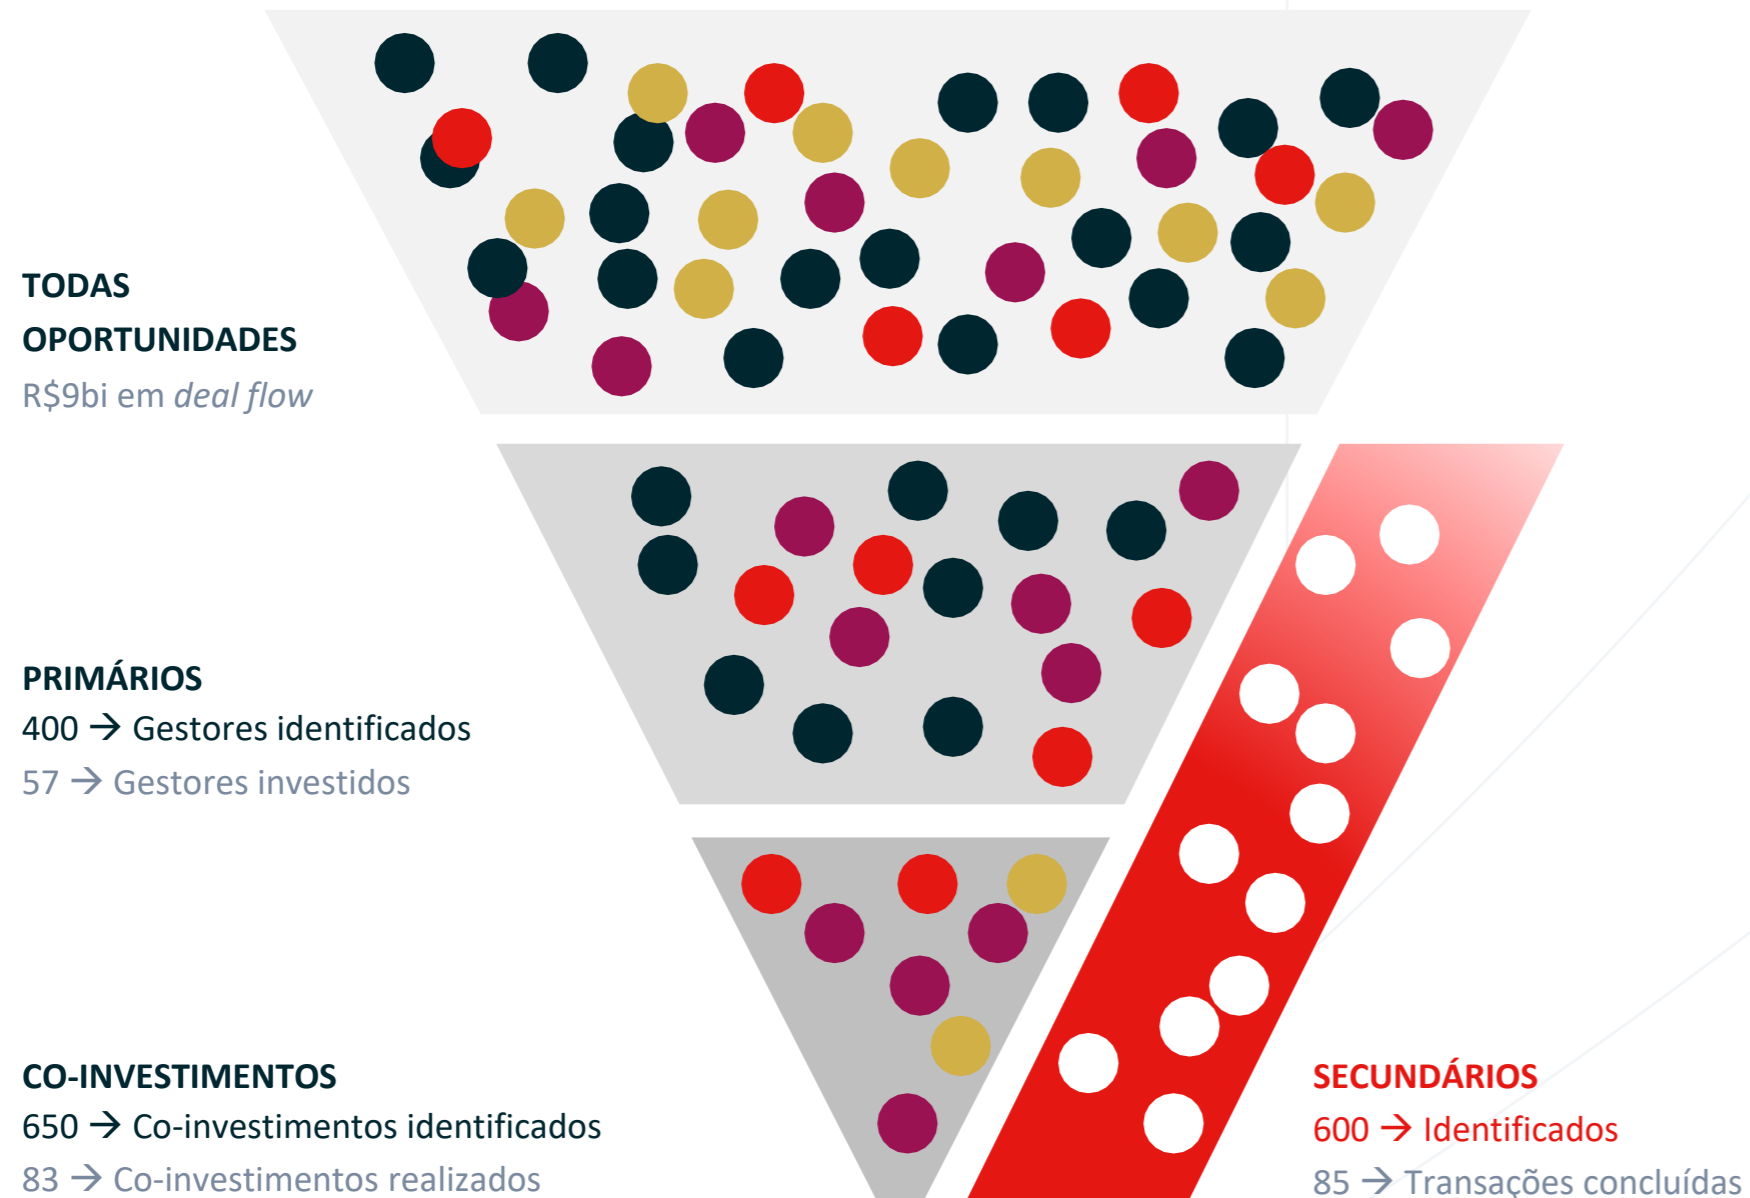 TODAS
OPORTUNIDADES
R$9bi em deal flow
PRIMÁRIOS
400 → Gestores identificados
57 → Gestores investidos
CO-INVESTIMENTOS
650 → Co-investimentos identificados
83 → Co-investimentos realizados
SECUNDÁRIOS
600 → Identificados
85 → Transações concluídas